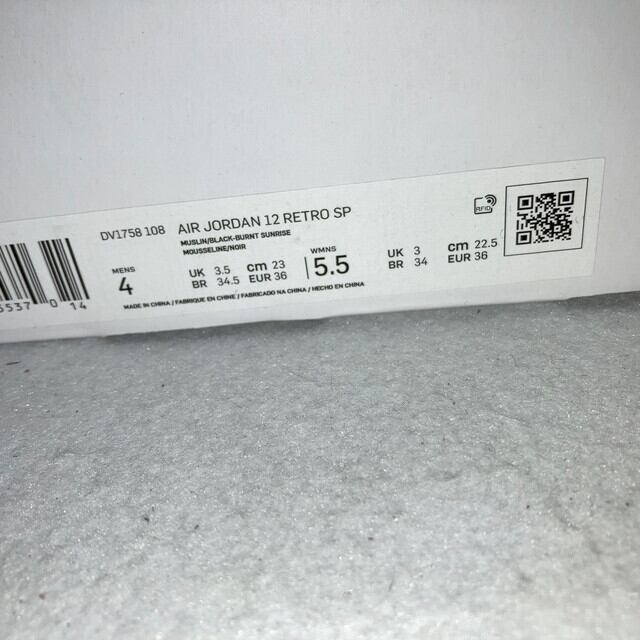 DV1758 108 AIR JORDAN 12 RETRO SP
MUSLIN/BLACK-BURNT SUNRISE
MOUSSELINE/NOIR
RFID
MENS
4
UK 3.5 cm 23
BR 34.5 EUR 36
WMNS
5.5
UK 3 cm 22.5
BR 34 EUR 36
MADE IN CHINA / FABRIQUE EN CHINE / FABRICADO NA CHINA / HECHO EN CHINA
5537 0 14